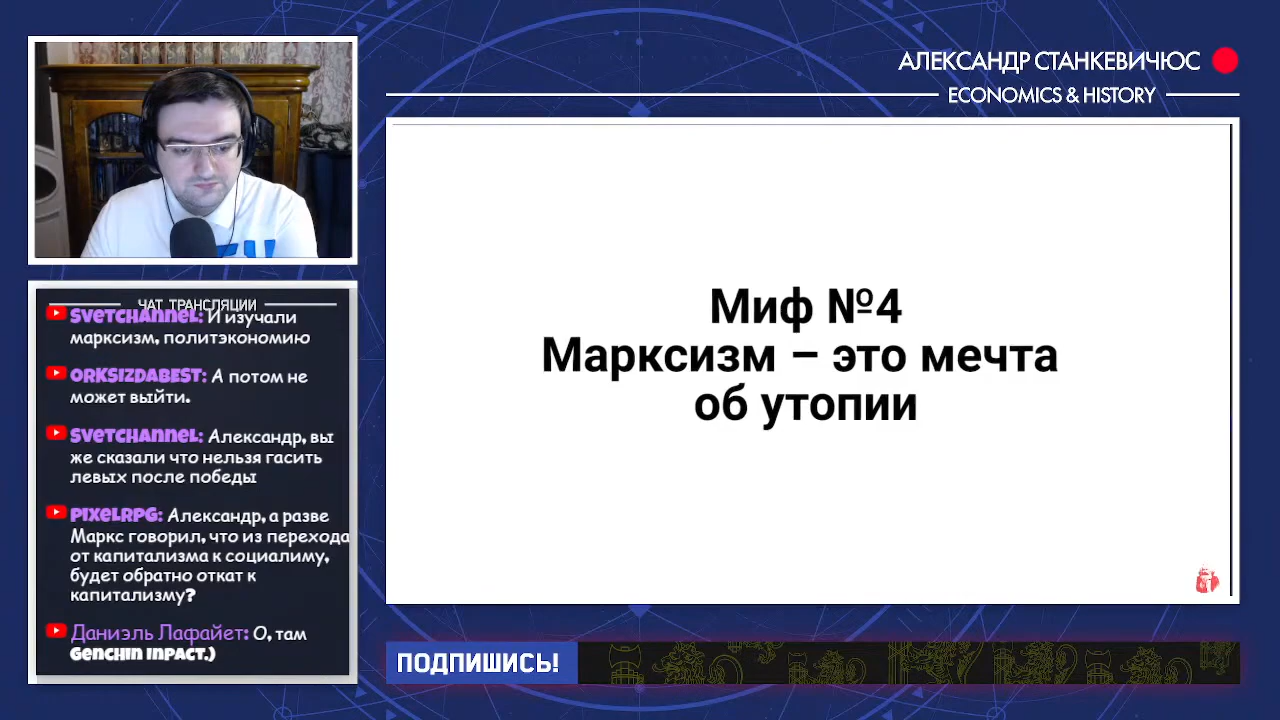 АЛЕКСАНДР СТАНКЕВИЧЮС
ECONOMICS & HISTORY
Миф №4
Марксизм – это мечта
об утопии
ЧАТ ТРАНСЛЯЦИИ
SVETCHANNEL: И изучали
марксизм, политэкономию
ORKSIZDABEST: А потом не
может выйти.
SVETCHANNEL: Александр, вы
же сказали что нельзя гасить
левых после победы
PIXELRPG: Александр, а разве
Маркс говорил, что из перехода
от капитализма к социалиму,
будет обратно откат к
капитализму?
Даниэль Лафайет: О, там
GENCHIN INPACT.)
ПОДПИШИСЬ!